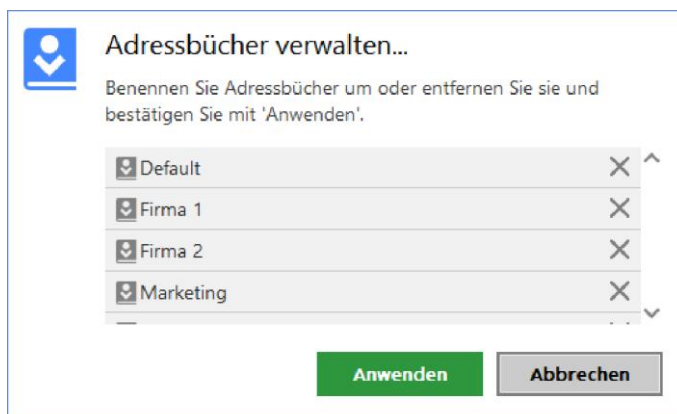 Adressbücher verwalten...
Benennen Sie Adressbücher um oder entfernen Sie sie und
bestätigen Sie mit 'Anwenden'.
Default
Firma 1
Firma 2
Marketing
Anwenden
Abbrechen